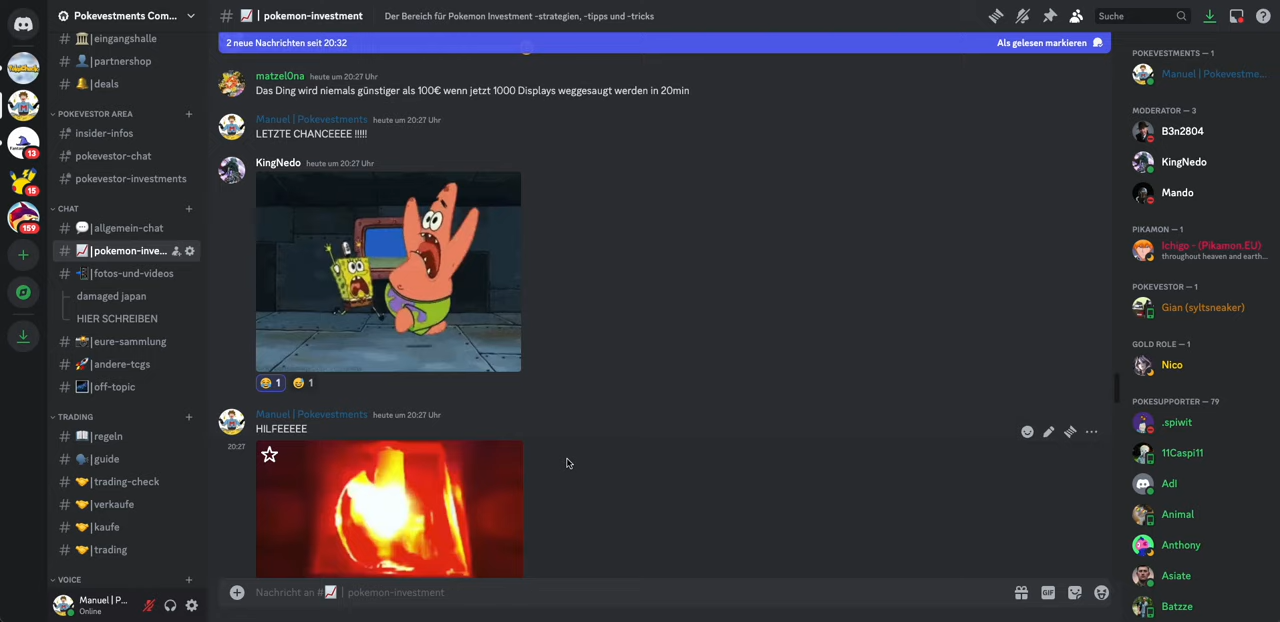 Pokevestments Com...
| pokemon-investment
Der Bereich für Pokemon Investment -strategien, -tipps und -tricks
Suche
2 neue Nachrichten seit 20:32
Als gelesen markieren
13
15
159
|eingangshalle
|partnershop
|deals
POKEVESTOR AREA
insider-infos
pokevestor-chat
pokevestor-investments
CHAT
|allgemein-chat
|pokemon-inve...
|fotos-und-videos
damaged japan
HIER SCHREIBEN
|eure-sammlung
|andere-tcgs
|off-topic
TRADING
|regeln
|guide
|trading-check
|verkaufe
|kaufe
|trading
VOICE
Manuel | P...
Online
matzel0na heute um 20:27 Uhr
Das Ding wird niemals günstiger als 100€ wenn jetzt 1000 Displays weggesaugt werden in 20min
Manuel | Pokevestments heute um 20:27 Uhr
LETZTE CHANCEEEE !!!!!
KingNedo heute um 20:27 Uhr
1
1
Manuel | Pokevestments heute um 20:27 Uhr
HILFEEEEE
20:27
Nachricht an # | pokemon-investment
GIF
POKEVESTMENTS — 1
Manuel | Pokevestme...
MODERATOR — 3
B3n2804
KingNedo
Mando
PIKAMON — 1
Ichigo - (Pikamon.EU)
throughout heaven and earth...
POKEVESTOR — 1
Gian (syltsneaker)
GOLD ROLE — 1
Nico
POKESUPPORTER — 79
.spiwit
11Caspi11
Animal
Anthony
Asiate
Batzze